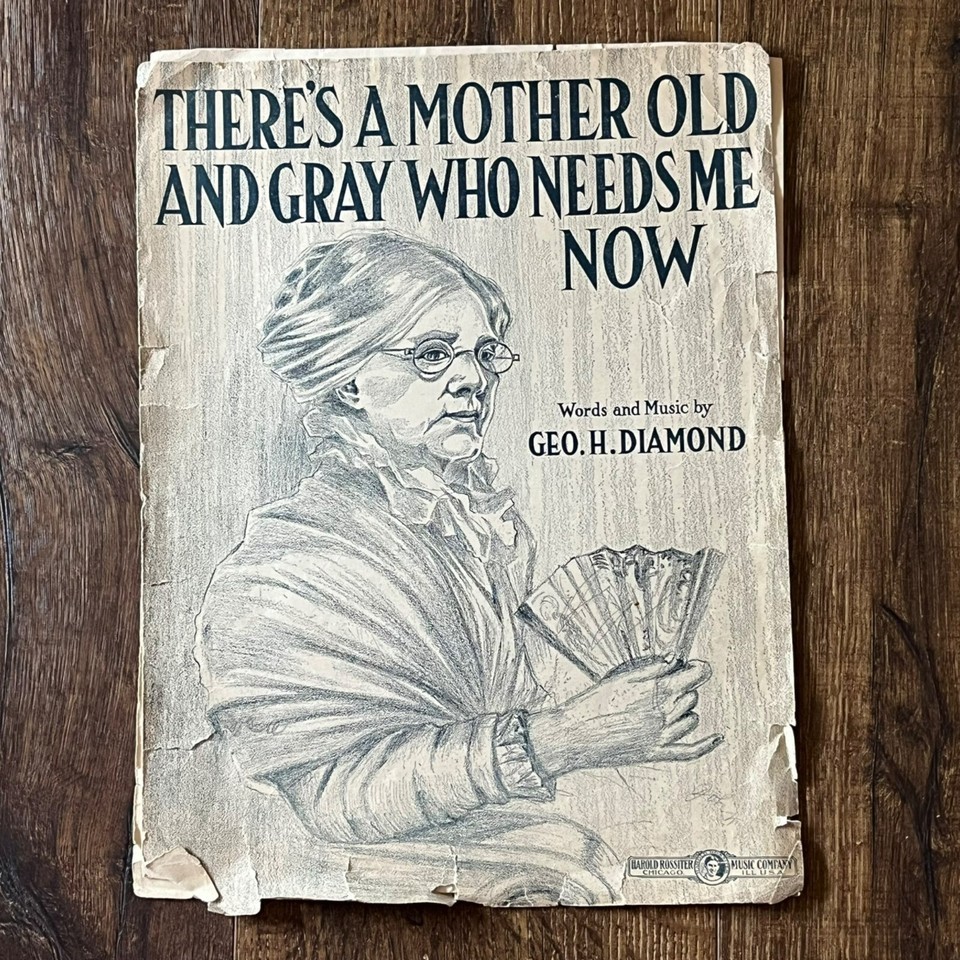 THERE'S A MOTHER OLD
AND GRAY WHO NEEDS ME
NOW
Words and Music by
GEO. H. DIAMOND
HAROLD ROSSITER MUSIC COMPANY
CHICAGO ILL. U.S.A.